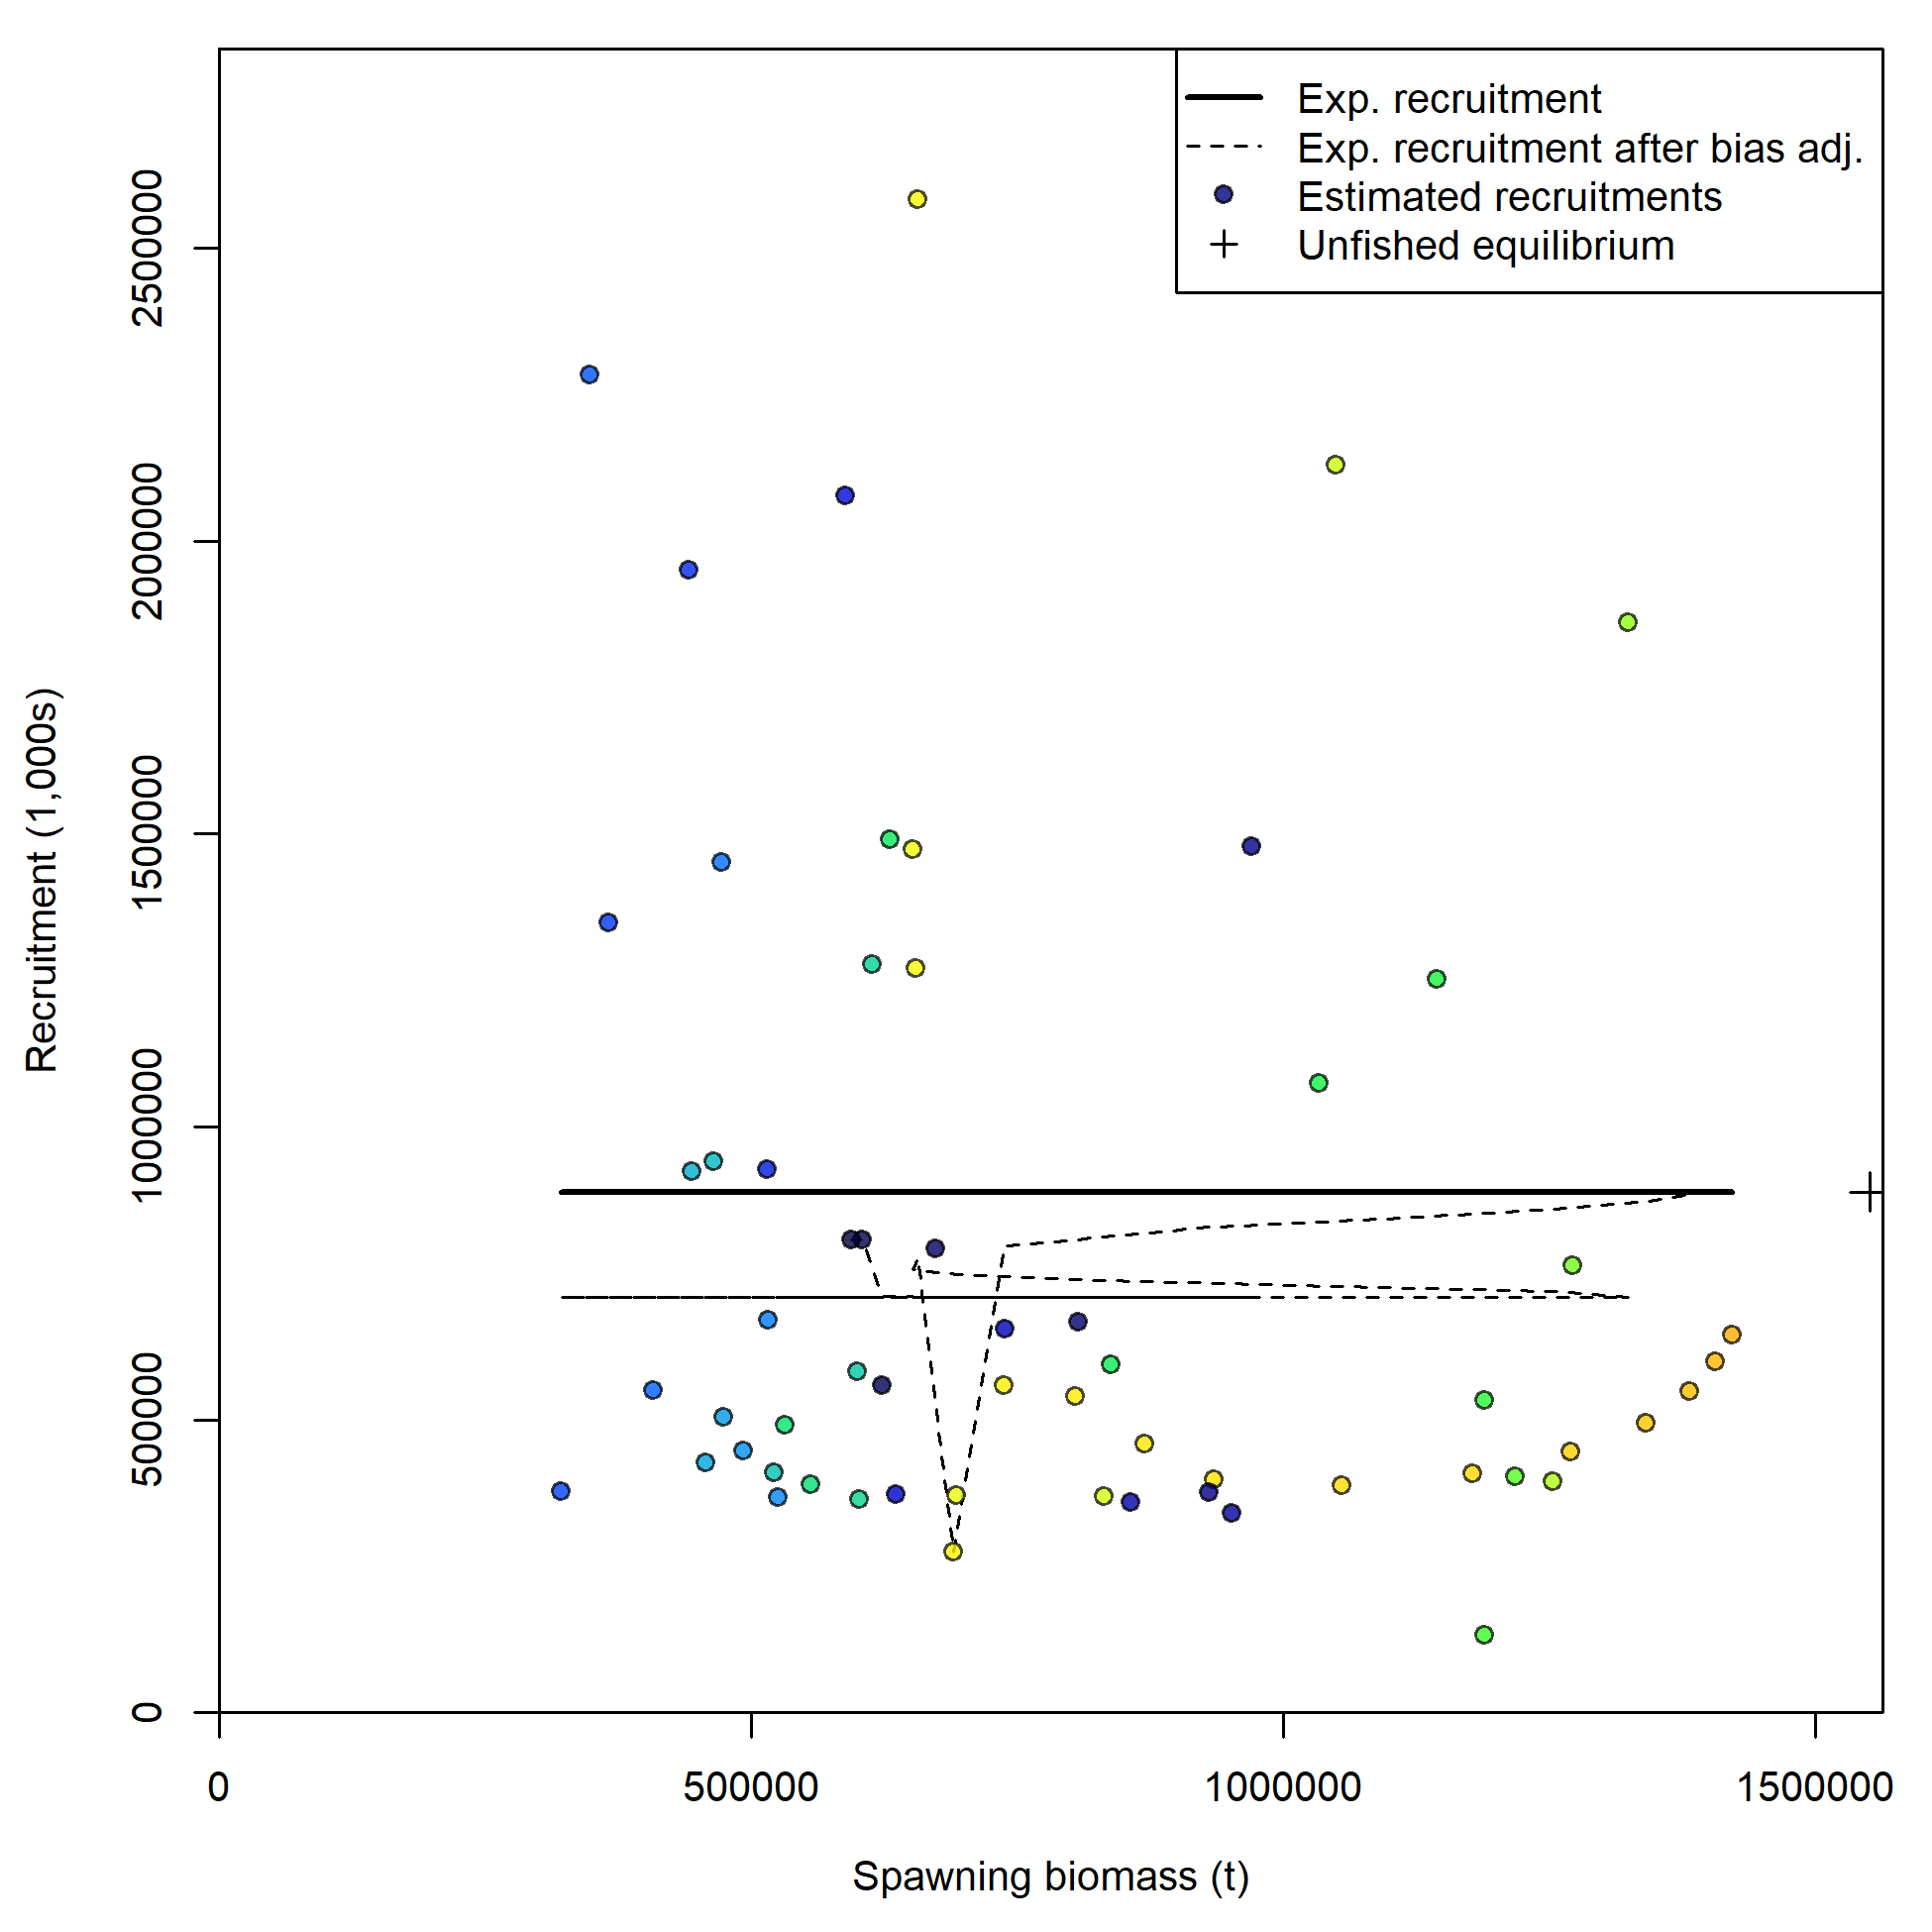 Exp. recruitment
Exp. recruitment after bias adj.
Estimated recruitments
Unfished equilibrium
Recruitment (1,000s)
2500000
2000000
1500000
1000000
500000
0
0 500000 1000000 1500000
Spawning biomass (t)